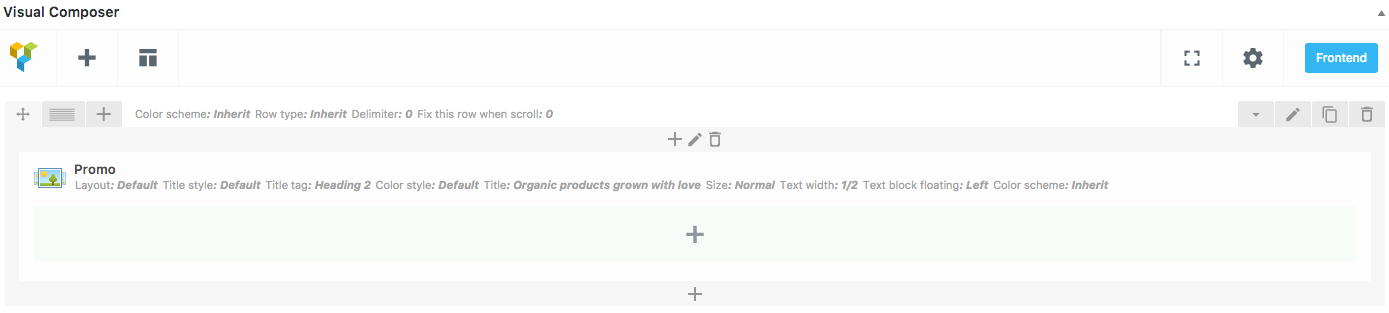 Visual Composer
Frontend
Color scheme: Inherit Row type: Inherit Delimiter: 0 Fix this row when scroll: 0
Promo
Layout: Default Title style: Default Title tag: Heading 2 Color style: Default Title: Organic products grown with love Size: Normal Text width: 1/2 Text block floating: Left Color scheme: Inherit